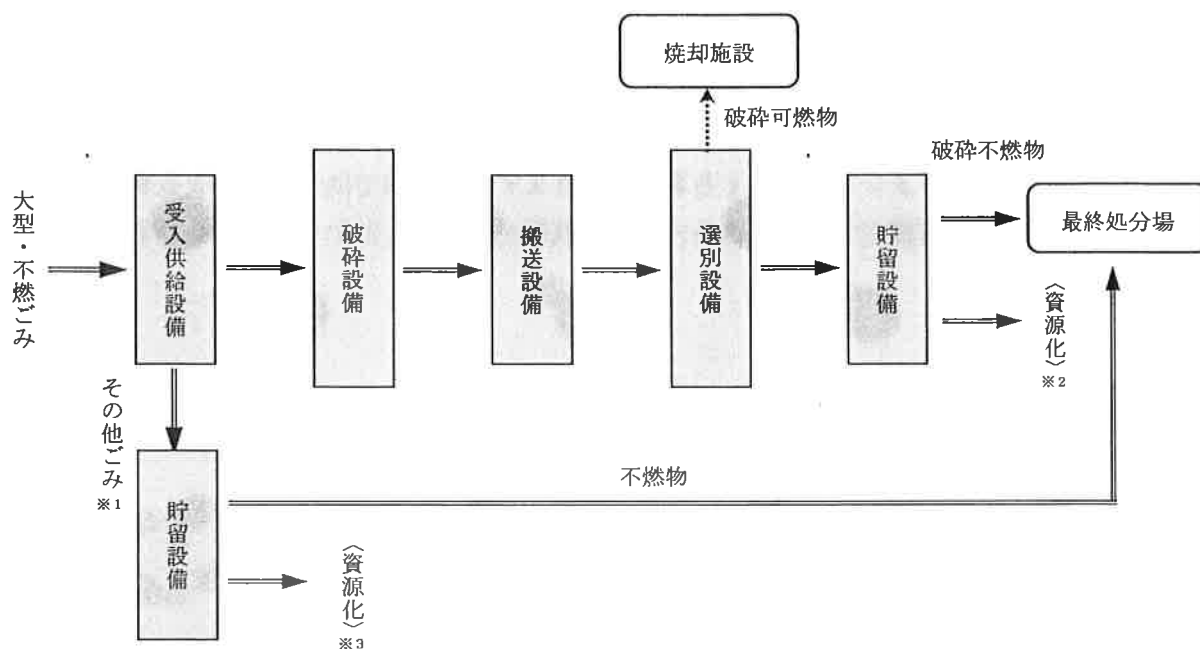 焼却施設
破砕可燃物
破砕不燃物
大型・不燃ごみ
受入供給設備
破砕設備
搬送設備
選別設備
貯留設備
最終処分場
〈資源化〉
※2
その他ごみ
※1
貯留設備
不燃物
〈資源化〉
※3